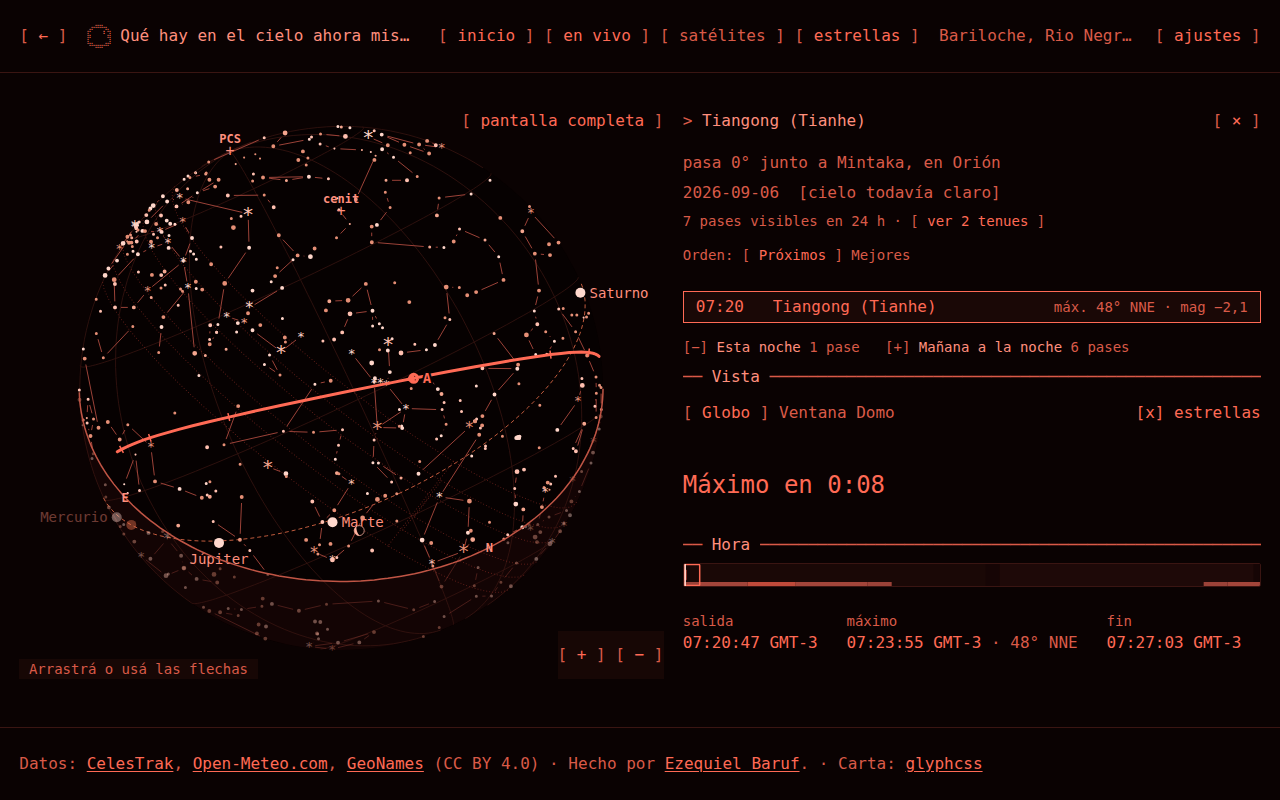 [ ← ] Qué hay en el cielo ahora mis… [ inicio ] [ en vivo ] [ satélites ] [ estrellas ] Bariloche, Rio Negr… [ ajustes ]
[ pantalla completa ]
PCS
cenit
Saturno
A
E
Mercurio
Marte
Júpiter
N
Arrastrá o usá las flechas
[ + ] [ − ]
> Tiangong (Tianhe) [ × ]
pasa 0° junto a Mintaka, en Orión
2026-09-06 [cielo todavía claro]
7 pases visibles en 24 h · [ ver 2 tenues ]
Orden: [ Próximos ] Mejores
07:20 Tiangong (Tianhe) máx. 48° NNE · mag −2,1
[−] Esta noche 1 pase [+] Mañana a la noche 6 pases
Vista
[ Globo ] Ventana Domo [x] estrellas
Máximo en 0:08
Hora
salida máximo fin
07:20:47 GMT-3 07:23:55 GMT-3 · 48° NNE 07:27:03 GMT-3
Datos: CelesTrak, Open-Meteo.com, GeoNames (CC BY 4.0) · Hecho por Ezequiel Baruf. · Carta: glyphcss